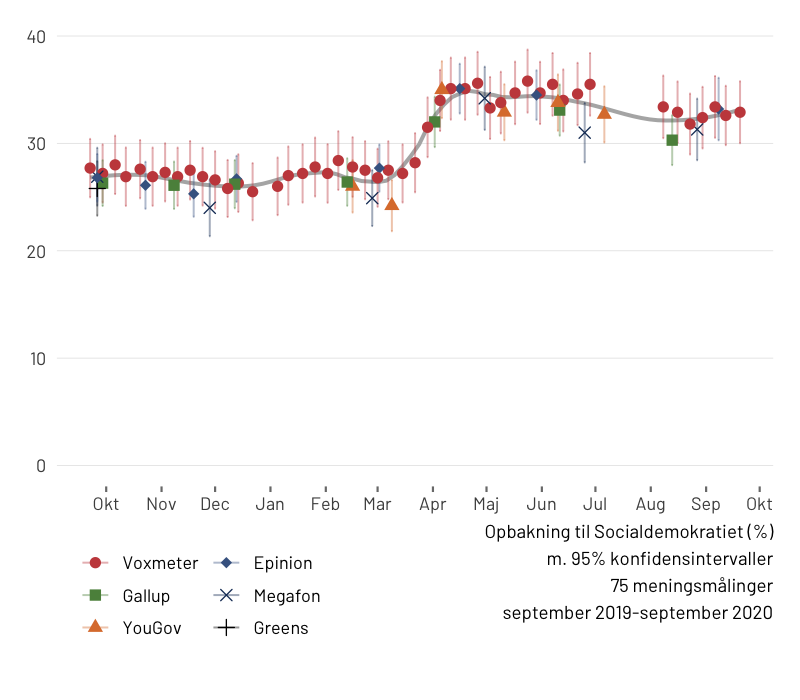 40
30
20
10
0
Okt Nov Dec Jan Feb Mar Apr Maj Jun Jul Aug Sep Okt
Opbakning til Socialdemokratiet (%)
m. 95% konfidensintervaller
75 meningsmålinger
september 2019-september 2020
Voxmeter Epinion
Gallup Megafon
YouGov Greens